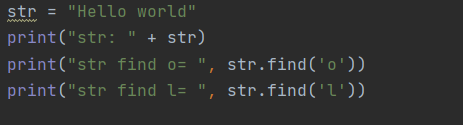 str = "Hello world"
print("str: " + str)
print("str find o= ", str.find('o'))
print("str find l= ", str.find('l'))